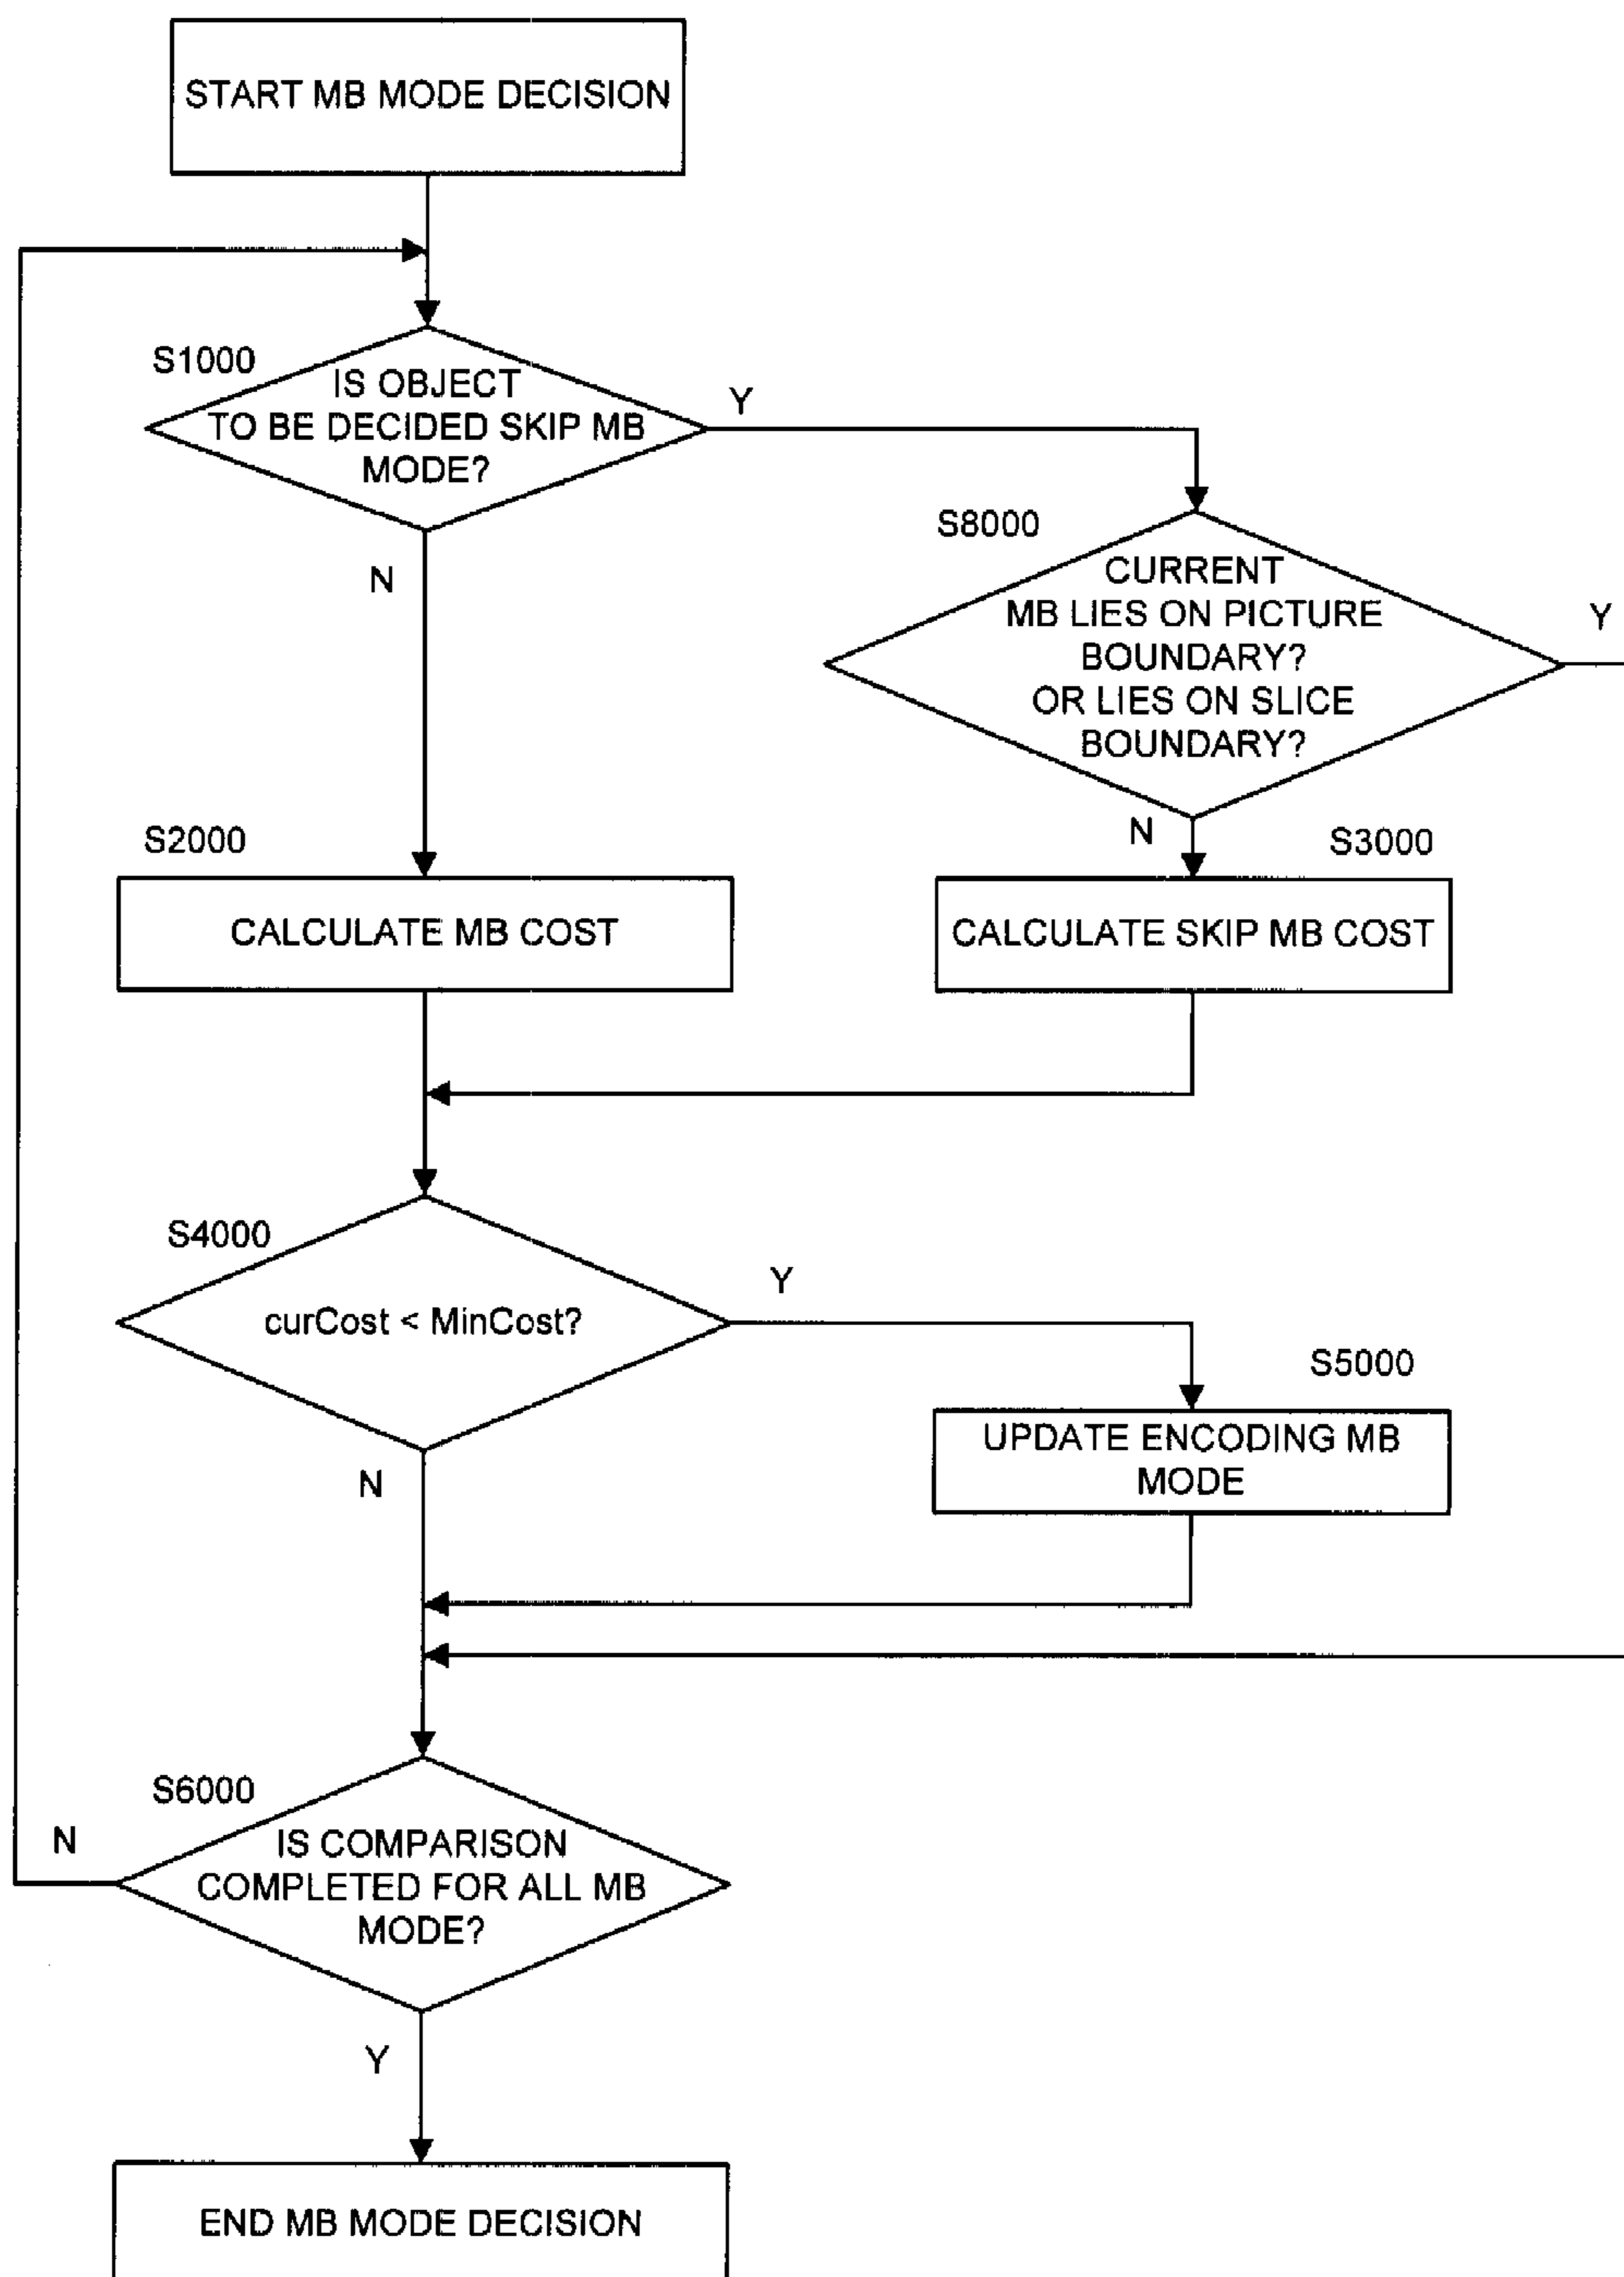 START MB MODE DECISION
S1000
IS OBJECT
TO BE DECIDED SKIP MB
MODE?
Y
N
S8000
CURRENT
MB LIES ON PICTURE
BOUNDARY?
OR LIES ON SLICE
BOUNDARY?
Y
N
S2000
CALCULATE MB COST
S3000
CALCULATE SKIP MB COST
S4000
curCost < MinCost?
Y
N
S5000
UPDATE ENCODING MB
MODE
S6000
IS COMPARISON
COMPLETED FOR ALL MB
MODE?
N
Y
END MB MODE DECISION